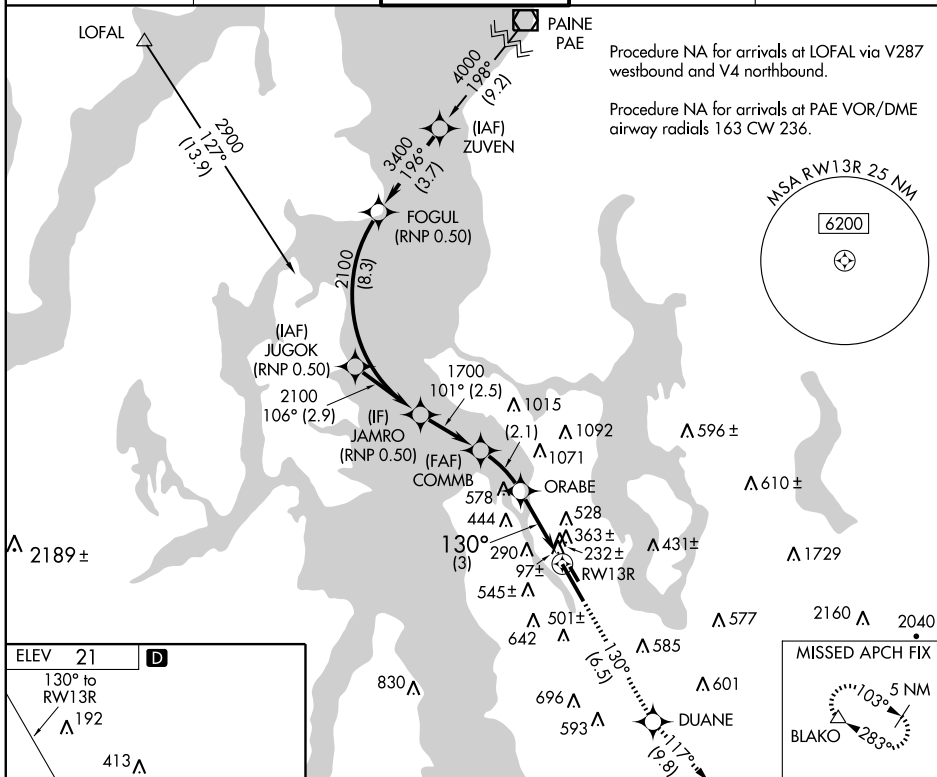 LOFAL
PAINE
PAE
Procedure NA for arrivals at LOFAL via V287
westbound and V4 northbound.
Procedure NA for arrivals at PAE VOR/DME
airway radials 163 CW 236.
4000
198°
(9.2)
2900
127°
(13.9)
(IAF)
ZUVEN
3400
196°
(3.7)
MSA RW13R 25 NM
6200
FOGUL
(RNP 0.50)
2100
(8.3)
(IAF)
JUGOK
(RNP 0.50)
2100
106° (2.9)
1700
101° (2.5)
(IF)
JAMRO
(RNP 0.50)
1015
(2.1)
1092
1071
596 ±
(FAF)
COMMB
578
ORABE
610 ±
444
528
130°
(3)
290
363 ±
232 ±
97±
431±
1729
2189 ±
RW13R
545±
501±
642
577
2160
2040
585
130°
(6.5)
ELEV 21
D
130° to
RW13R
192
413
830
696
593
601
DUANE
117°
(9.8)
MISSED APCH FIX
103°
5 NM
BLAKO
283°